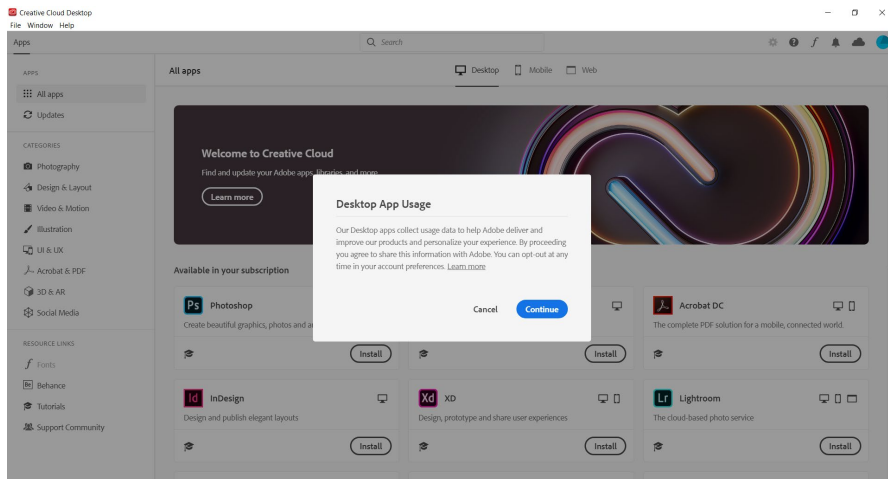 Creative Cloud Desktop
File Window Help
Apps
Search
APPS
All apps
Updates
CATEGORIES
Photography
Design & Layout
Video & Motion
Illustration
UI & UX
Acrobat & PDF
3D & AR
Social Media
RESOURCE LINKS
Fonts
Behance
Tutorials
Support Community
All apps
Desktop Mobile Web
Welcome to Creative Cloud
Find and update your Adobe apps, libraries, and more.
Learn more
Desktop App Usage
Our Desktop apps collect usage data to help Adobe deliver and
improve our products and personalize your experience. By proceeding
you agree to share this information with Adobe. You can opt-out at any
time in your account preferences. Learn more
Cancel Continue
Available in your subscription
Ps Photoshop
Create beautiful graphics, photos and
Install
Install
Acrobat DC
The complete PDF solution for a mobile, connected world.
Install
Id InDesign
Design and publish elegant layouts
Install
Xd XD
Design, prototype and share user experiences
Install
Lr Lightroom
The cloud-based photo service
Install